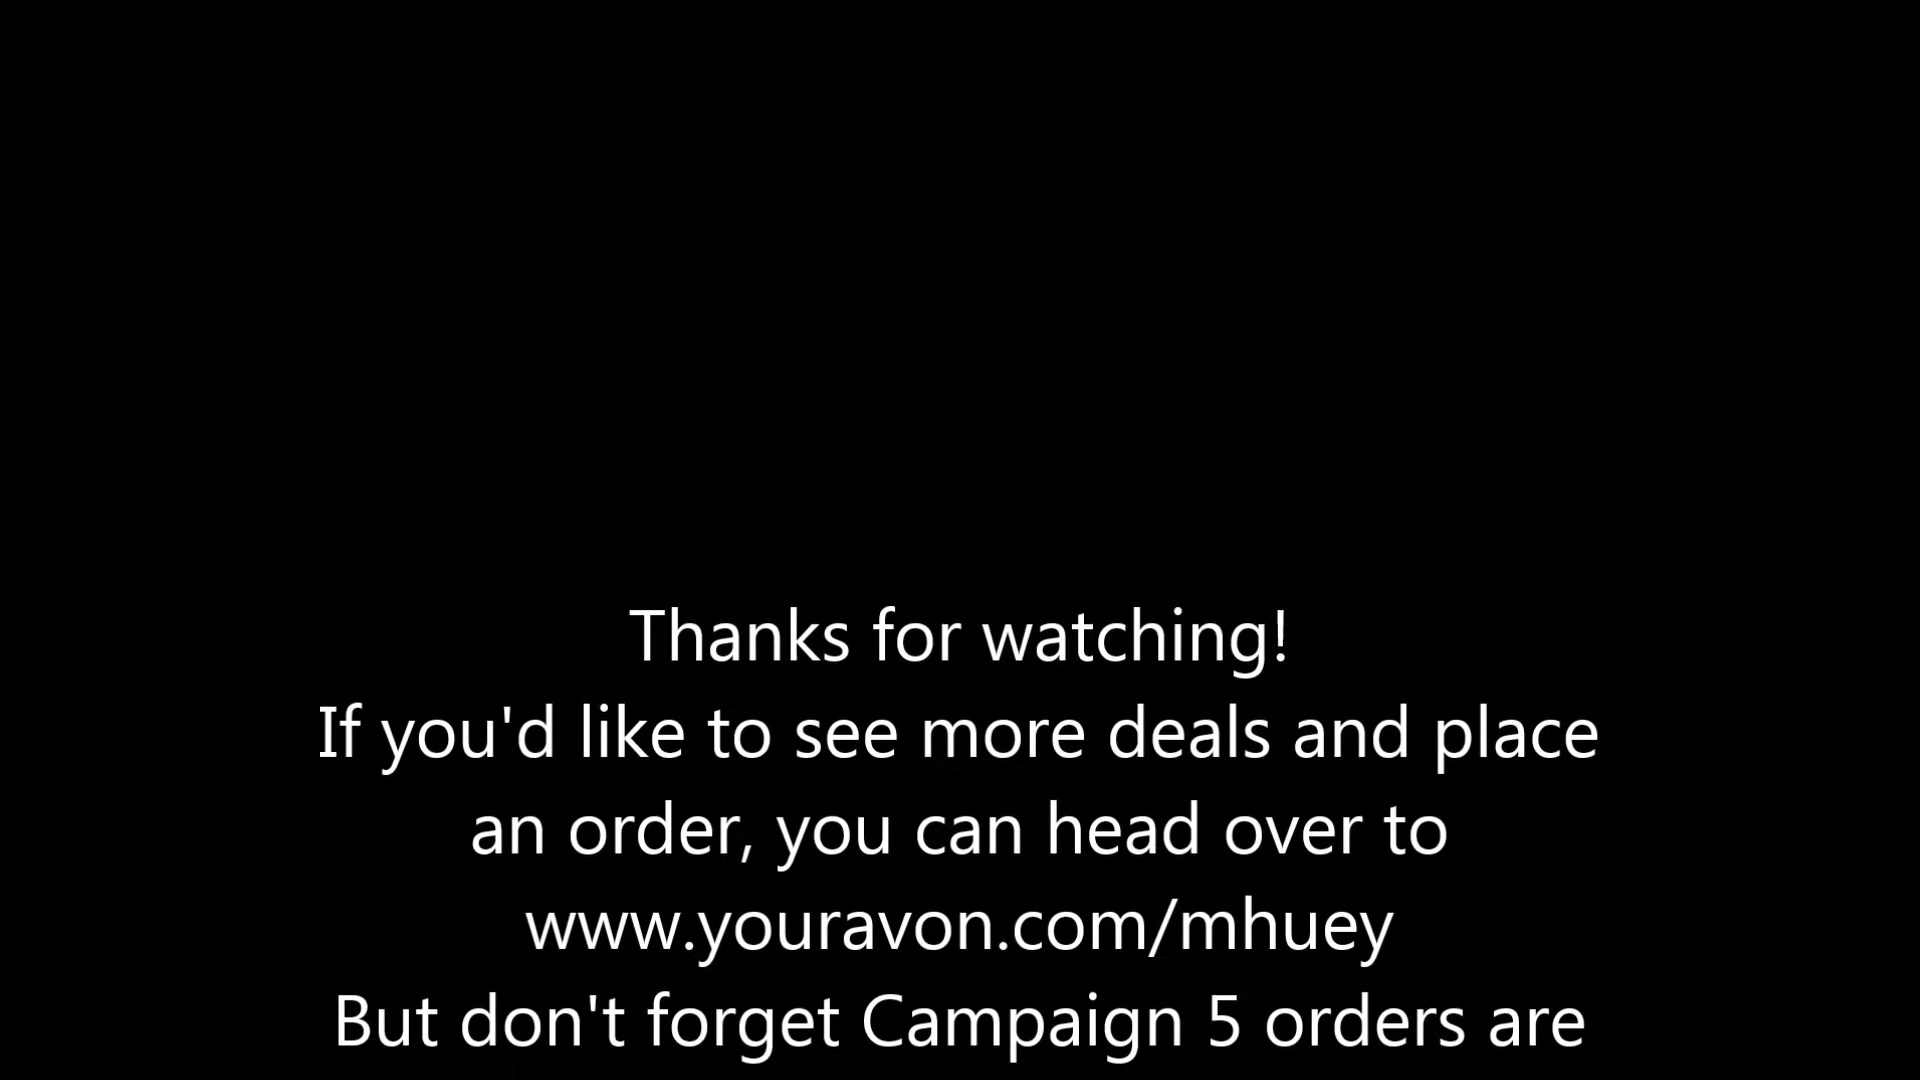 Thanks for watching!
If you'd like to see more deals and place
an order, you can head over to
www.youravon.com/mhuey
But don't forget Campaign 5 orders are